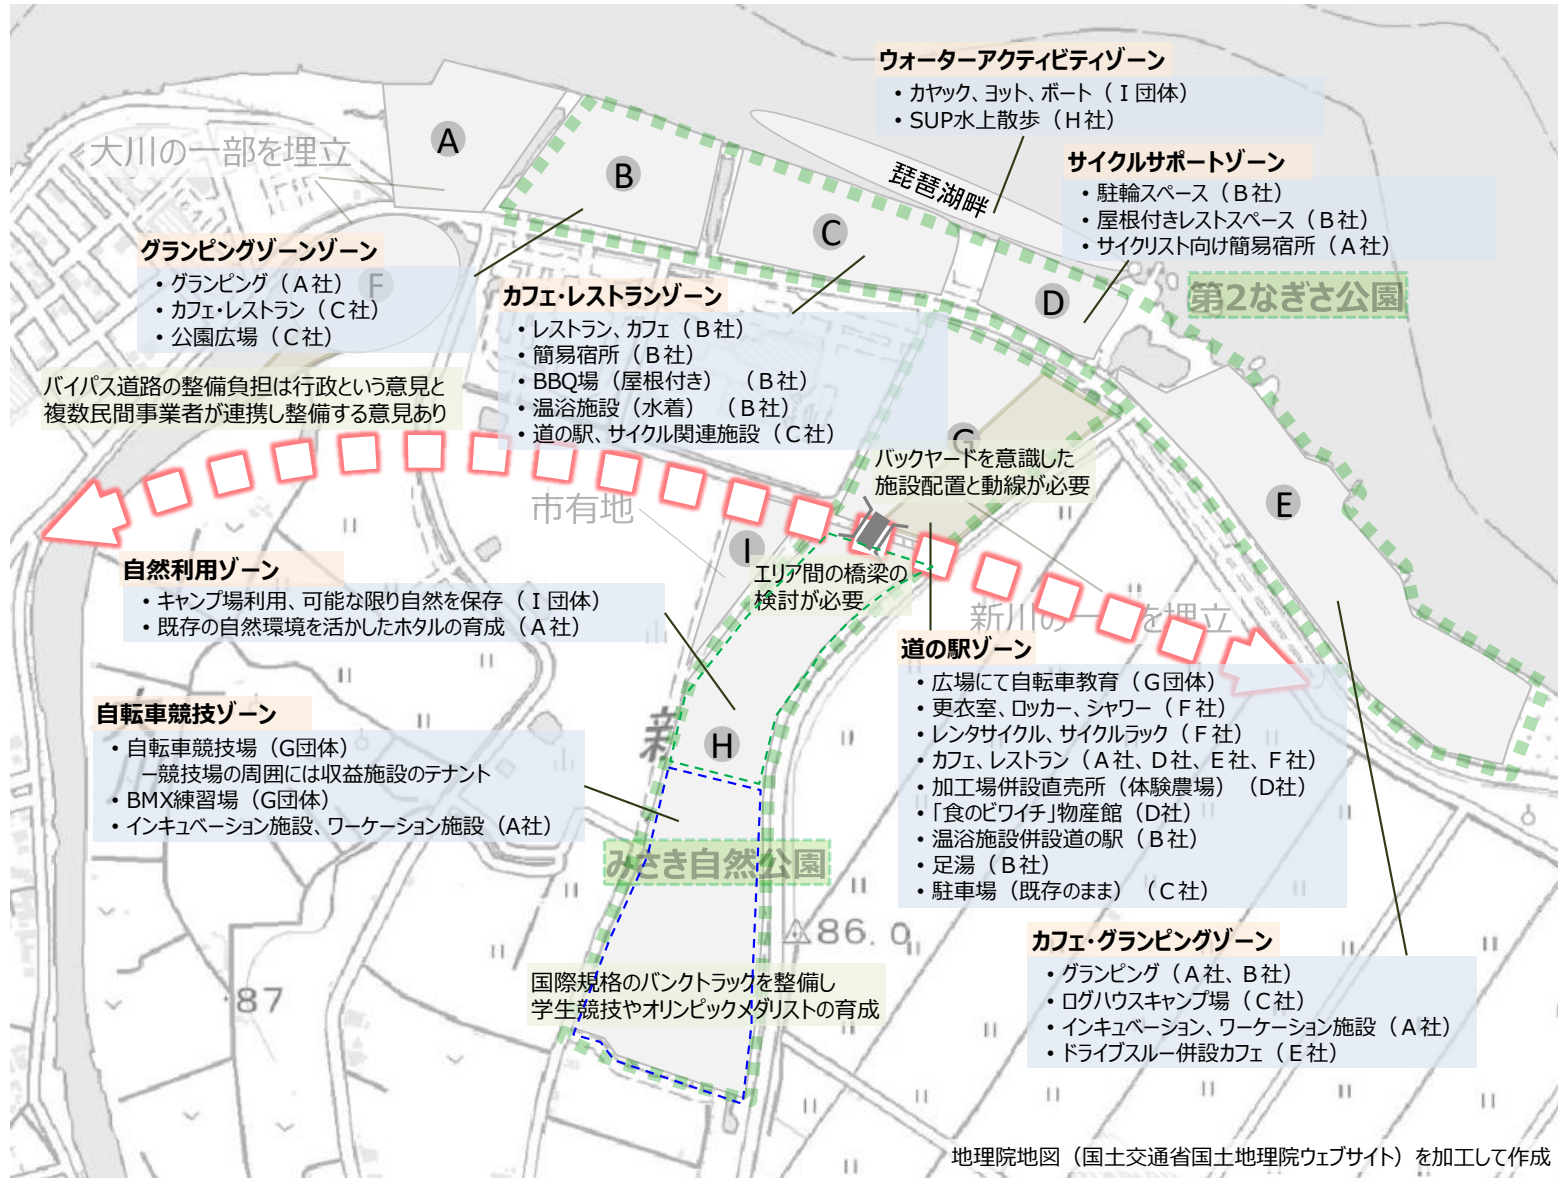 ウォーターアクティビティゾーン
• カヤック、ヨット、ボート（Ｉ団体）
• SUP水上散歩（Ｈ社）
サイクルサポートゾーン
• 駐輪スペース（Ｂ社）
• 屋根付きレストスペース（Ｂ社）
• サイクリスト向け簡易宿所（Ａ社）
琵琶湖畔
第2なぎさ公園
大川の一部を埋立
A
B
C
D
E
F
G
H
I
グランピングゾーンゾーン
• グランピング（Ａ社）
• カフェ・レストラン（Ｃ社）
• 公園広場（Ｃ社）
カフェ・レストランゾーン
• レストラン、カフェ（Ｂ社）
• 簡易宿所（Ｂ社）
• BBQ場（屋根付き）（Ｂ社）
• 温浴施設（水着）（Ｂ社）
• 道の駅、サイクル関連施設（Ｃ社）
バイパス道路の整備負担は行政という意見と
複数民間事業者が連携し整備する意見あり
バックヤードを意識した
施設配置と動線が必要
市有地
エリア間の橋梁の
検討が必要
新川の一部を埋立
自然利用ゾーン
• キャンプ場利用、可能な限り自然を保存（Ｉ団体）
• 既存の自然環境を活かしたホタルの育成（Ａ社）
自転車競技ゾーン
• 自転車競技場（G団体）
－競技場の周囲には収益施設のテナント
• BMX練習場（G団体）
• インキュベーション施設、ワーケーション施設（A社）
道の駅ゾーン
• 広場にて自転車教育（Ｇ団体）
• 更衣室、ロッカー、シャワー（Ｆ社）
• レンタサイクル、サイクルラック（Ｆ社）
• カフェ、レストラン（Ａ社、Ｄ社、Ｅ社、Ｆ社）
• 加工場併設直売所（体験農場）（D社）
• 「食のビワイチ」物産館（D社）
• 温浴施設併設道の駅（Ｂ社）
• 足湯（Ｂ社）
• 駐車場（既存のまま）（Ｃ社）
みさき自然公園
新
川
86.0
87
国際規格のバンクトラックを整備し
学生競技やオリンピックメダリストの育成
カフェ・グランピングゾーン
• グランピング（Ａ社、Ｂ社）
• ログハウスキャンプ場（Ｃ社）
• インキュベーション、ワーケーション施設（Ａ社）
• ドライブスルー併設カフェ（Ｅ社）
地理院地図（国土交通省国土地理院ウェブサイト）を加工して作成